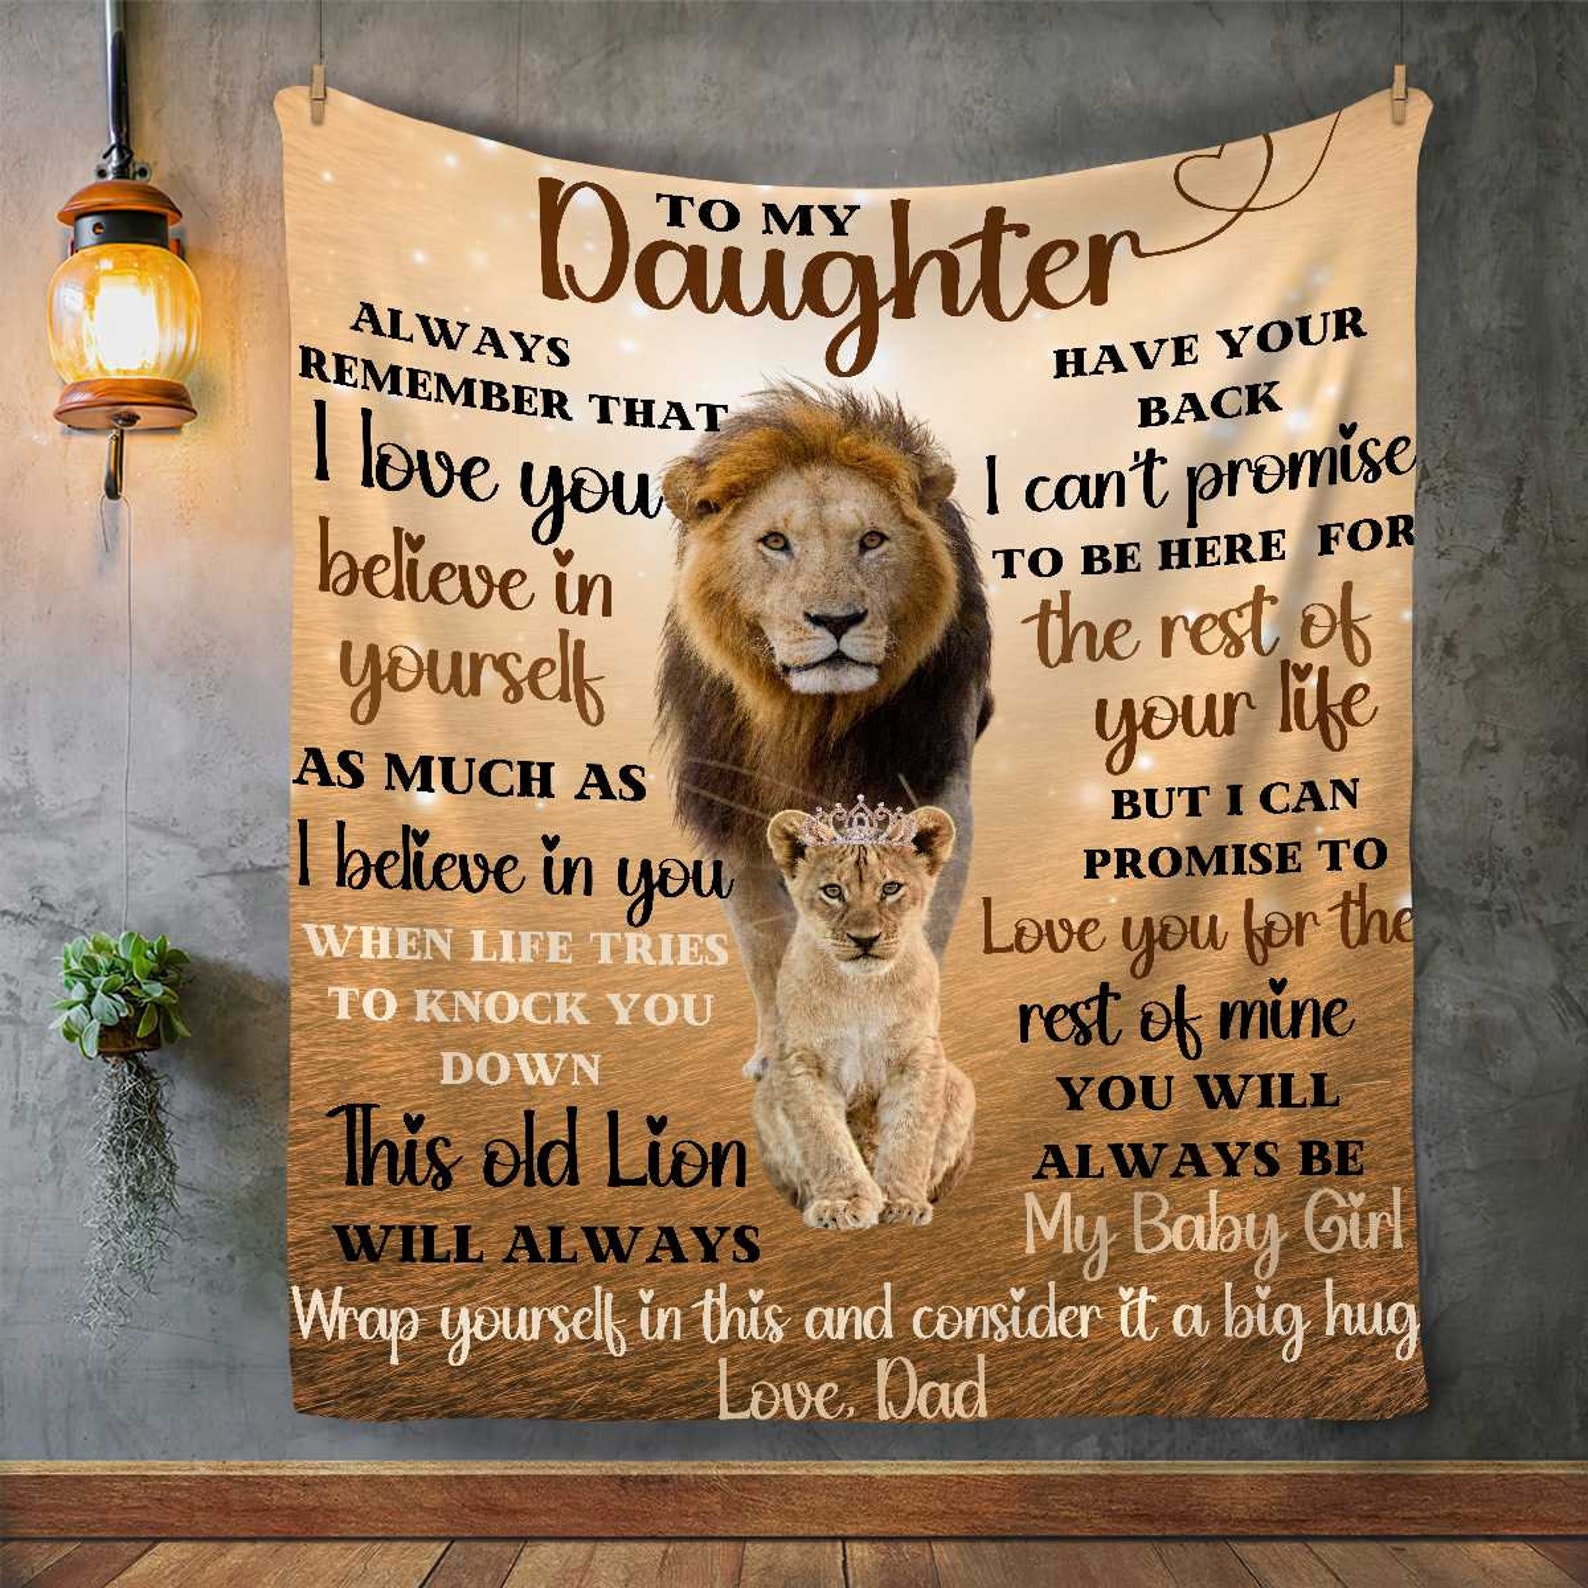 TO MY
Daughter
ALWAYS
REMEMBER THAT
I love you
believe in
yourself
AS MUCH AS
I believe in you
WHEN LIFE TRIES
TO KNOCK YOU
DOWN
This old Lion
WILL ALWAYS
HAVE YOUR
BACK
I can't promise
TO BE HERE FOR
the rest of
your life
BUT I CAN
PROMISE TO
Love you for the
rest of mine
YOU WILL
ALWAYS BE
My Baby Girl
Wrap yourself in this and consider it a big hug
Love, Dad